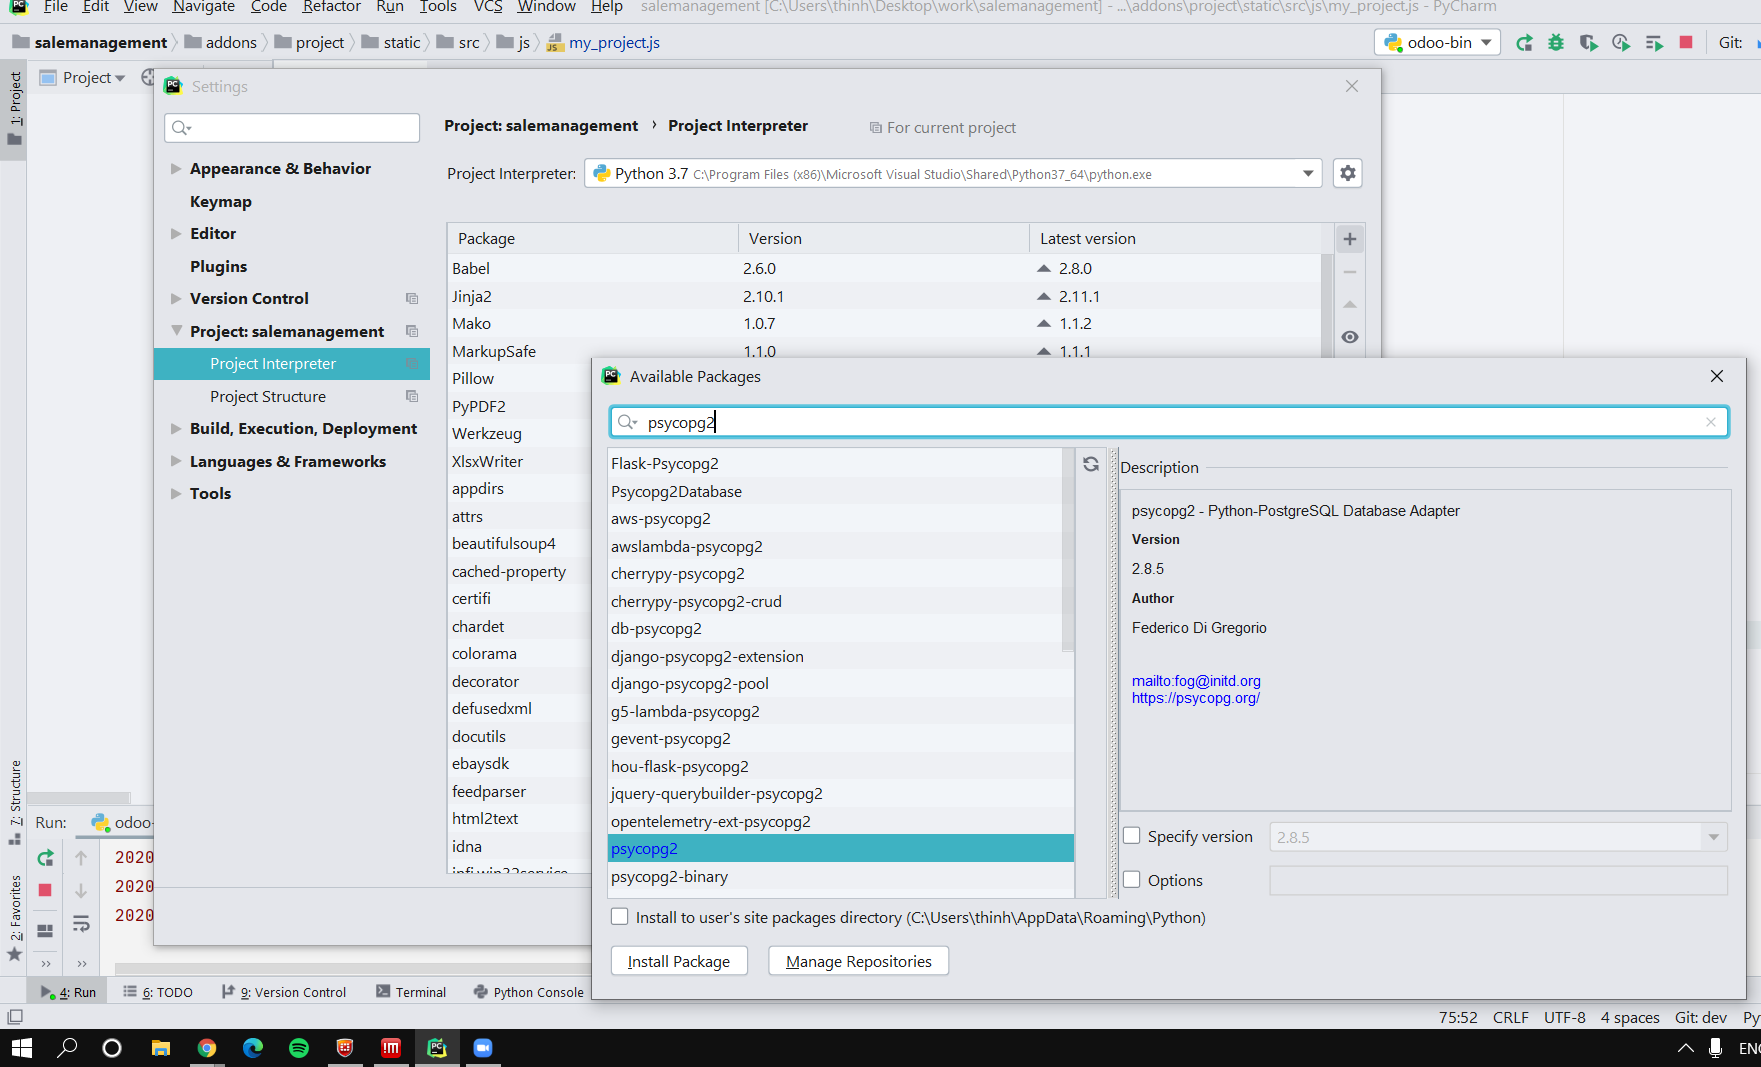 File Edit View Navigate Code Refactor Run Tools VCS Window Help salemanagement [C:\Users\thinh\Desktop\work\salemanagement] - ...\addons\project\static\src\js\my_project.js - PyCharm
salemanagement addons project static src js my_project.js odoo-bin Git:
1: Project
Project
Settings
Project: salemanagement › Project Interpreter For current project
Appearance & Behavior
Keymap
Editor
Plugins
Version Control
Project: salemanagement
Project Interpreter
Project Structure
Build, Execution, Deployment
Languages & Frameworks
Tools
Project Interpreter: Python 3.7 C:\Program Files (x86)\Microsoft Visual Studio\Shared\Python37_64\python.exe
Package Version Latest version
Babel 2.6.0 2.8.0
Jinja2 2.10.1 2.11.1
Mako 1.0.7 1.1.2
MarkupSafe 1.1.0 1.1.1
Pillow
PyPDF2
Werkzeug
XlsxWriter
appdirs
attrs
beautifulsoup4
cached-property
certifi
chardet
colorama
decorator
defusedxml
docutils
ebaysdk
feedparser
html2text
idna
infi.win32service
Available Packages
psycopg2
Flask-Psycopg2
Psycopg2Database
aws-psycopg2
awslambda-psycopg2
cherrypy-psycopg2
cherrypy-psycopg2-crud
db-psycopg2
django-psycopg2-extension
django-psycopg2-pool
g5-lambda-psycopg2
gevent-psycopg2
hou-flask-psycopg2
jquery-querybuilder-psycopg2
opentelemetry-ext-psycopg2
psycopg2
psycopg2-binary
Description
psycopg2 - Python-PostgreSQL Database Adapter
Version
2.8.5
Author
Federico Di Gregorio
mailto:fog@initd.org
https://psycopg.org/
Specify version 2.8.5
Options
Install to user's site packages directory (C:\Users\thinh\AppData\Roaming\Python)
Install Package Manage Repositories
7: Structure
2: Favorites
Run: odoo-
2020
2020
2020
4: Run 6: TODO 9: Version Control Terminal Python Console
75:52 CRLF UTF-8 4 spaces Git: dev Py
ENG